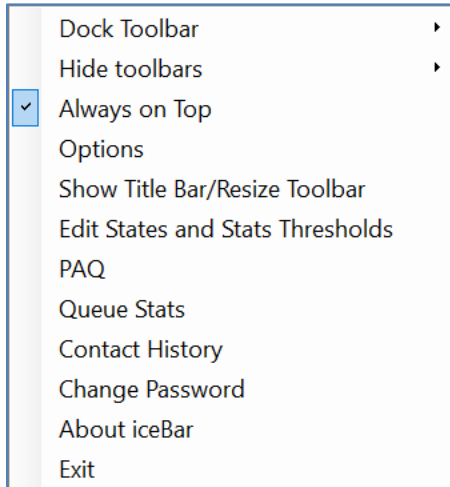 Dock Toolbar
Hide toolbars
Always on Top
Options
Show Title Bar/Resize Toolbar
Edit States and Stats Thresholds
PAQ
Queue Stats
Contact History
Change Password
About iceBar
Exit